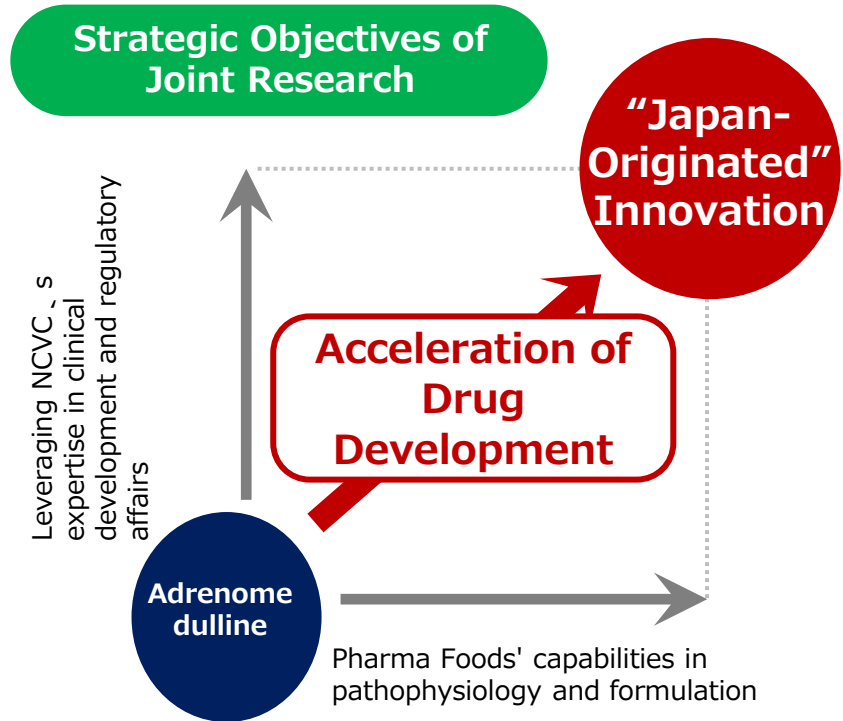 Strategic Objectives of
Joint Research
“Japan-
Originated”
Innovation
Leveraging NCVC、s
expertise in clinical
development and regulatory
affairs
Acceleration of
Drug
Development
Adrenome
dulline
Pharma Foods' capabilities in
pathophysiology and formulation